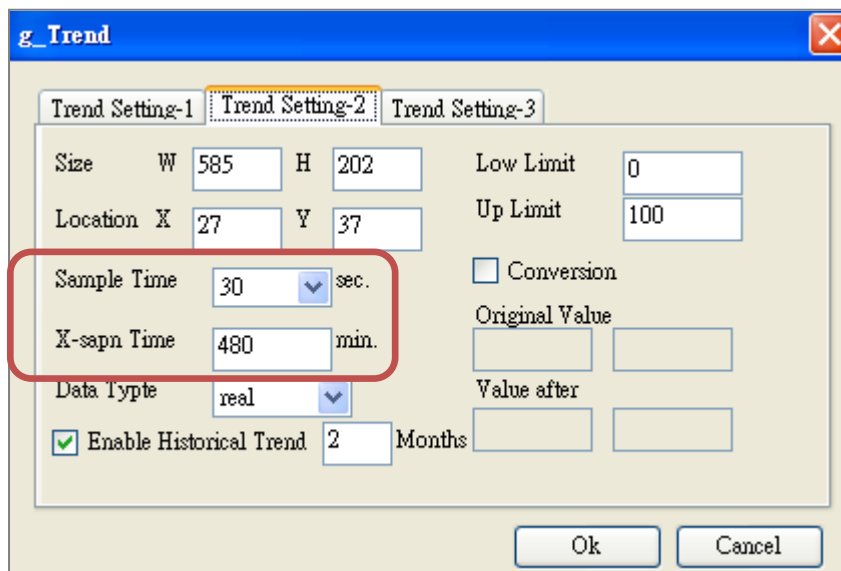 g_Trend
Trend Setting-1 Trend Setting-2 Trend Setting-3
Size W 585 H 202 Low Limit 0
Location X 27 Y 37 Up Limit 100
Sample Time 30 sec. Conversion
Original Value
X-sapn Time 480 min.
Data Typte real Value after
Enable Historical Trend 2 Months
Ok Cancel